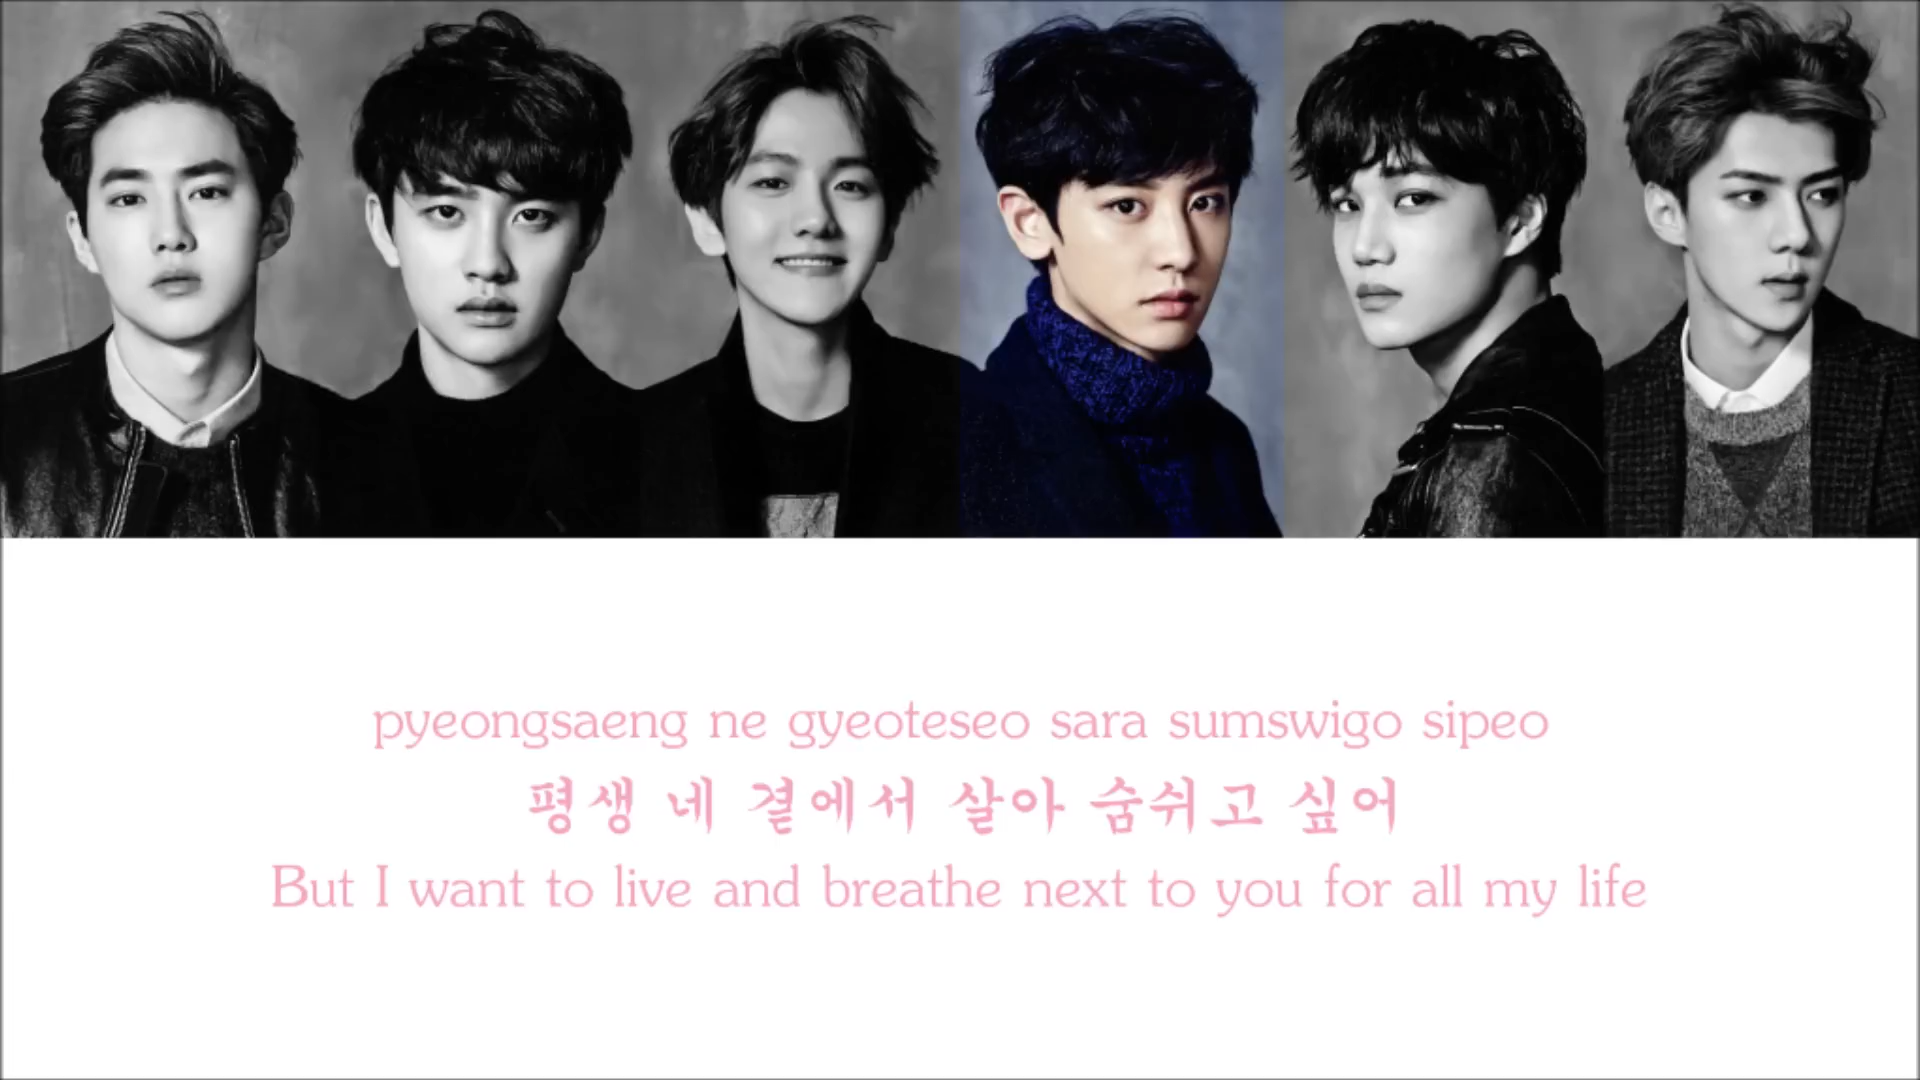 pyeongsaeng ne gyeoteseo sara sumswigo sipeo
평생 네 곁에서 살아 숨쉬고 싶어
But I want to live and breathe next to you for all my life